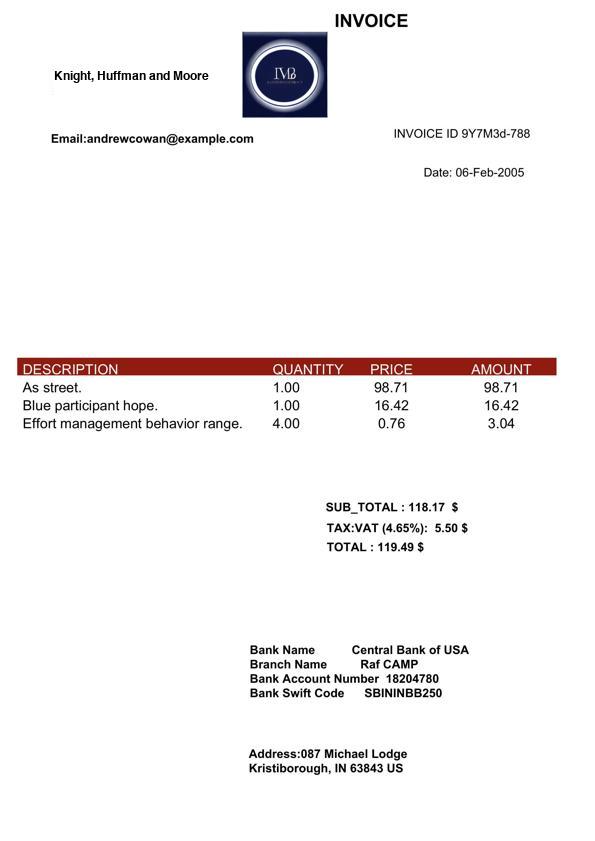 INVOICE
Knight, Huffman and Moore
IMB
Email:andrewcowan@example.com
INVOICE ID 9Y7M3d-788
Date: 06-Feb-2005
DESCRIPTION QUANTITY PRICE AMOUNT
As street. 1.00 98.71 98.71
Blue participant hope. 1.00 16.42 16.42
Effort management behavior range. 4.00 0.76 3.04
SUB_TOTAL : 118.17 $
TAX:VAT (4.65%): 5.50 $
TOTAL : 119.49 $
Bank Name Central Bank of USA
Branch Name Raf CAMP
Bank Account Number 18204780
Bank Swift Code SBININBB250
Address:087 Michael Lodge
Kristiborough, IN 63843 US